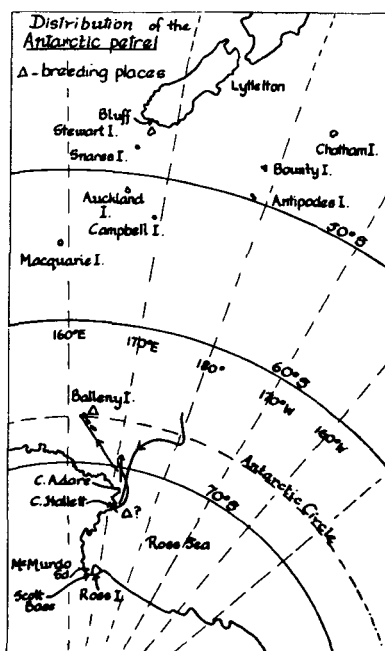 Distribution of the
Antarctic petrel
△ - breeding places
Lyttelton
Bluff
Stewart I.
Snares I.
Chatham I.
Bounty I.
Auckland
I.
Campbell I.
Antipodes I.
50°S
Macquarie I.
160°E
170°E
180°
60°S
170°W
160°W
Balleny I.
△
Antarctic Circle
C. Adare
C. Hallett
△?
70°S
Ross Sea
McMurdo
Sd.
Scott
Base
Ross I.